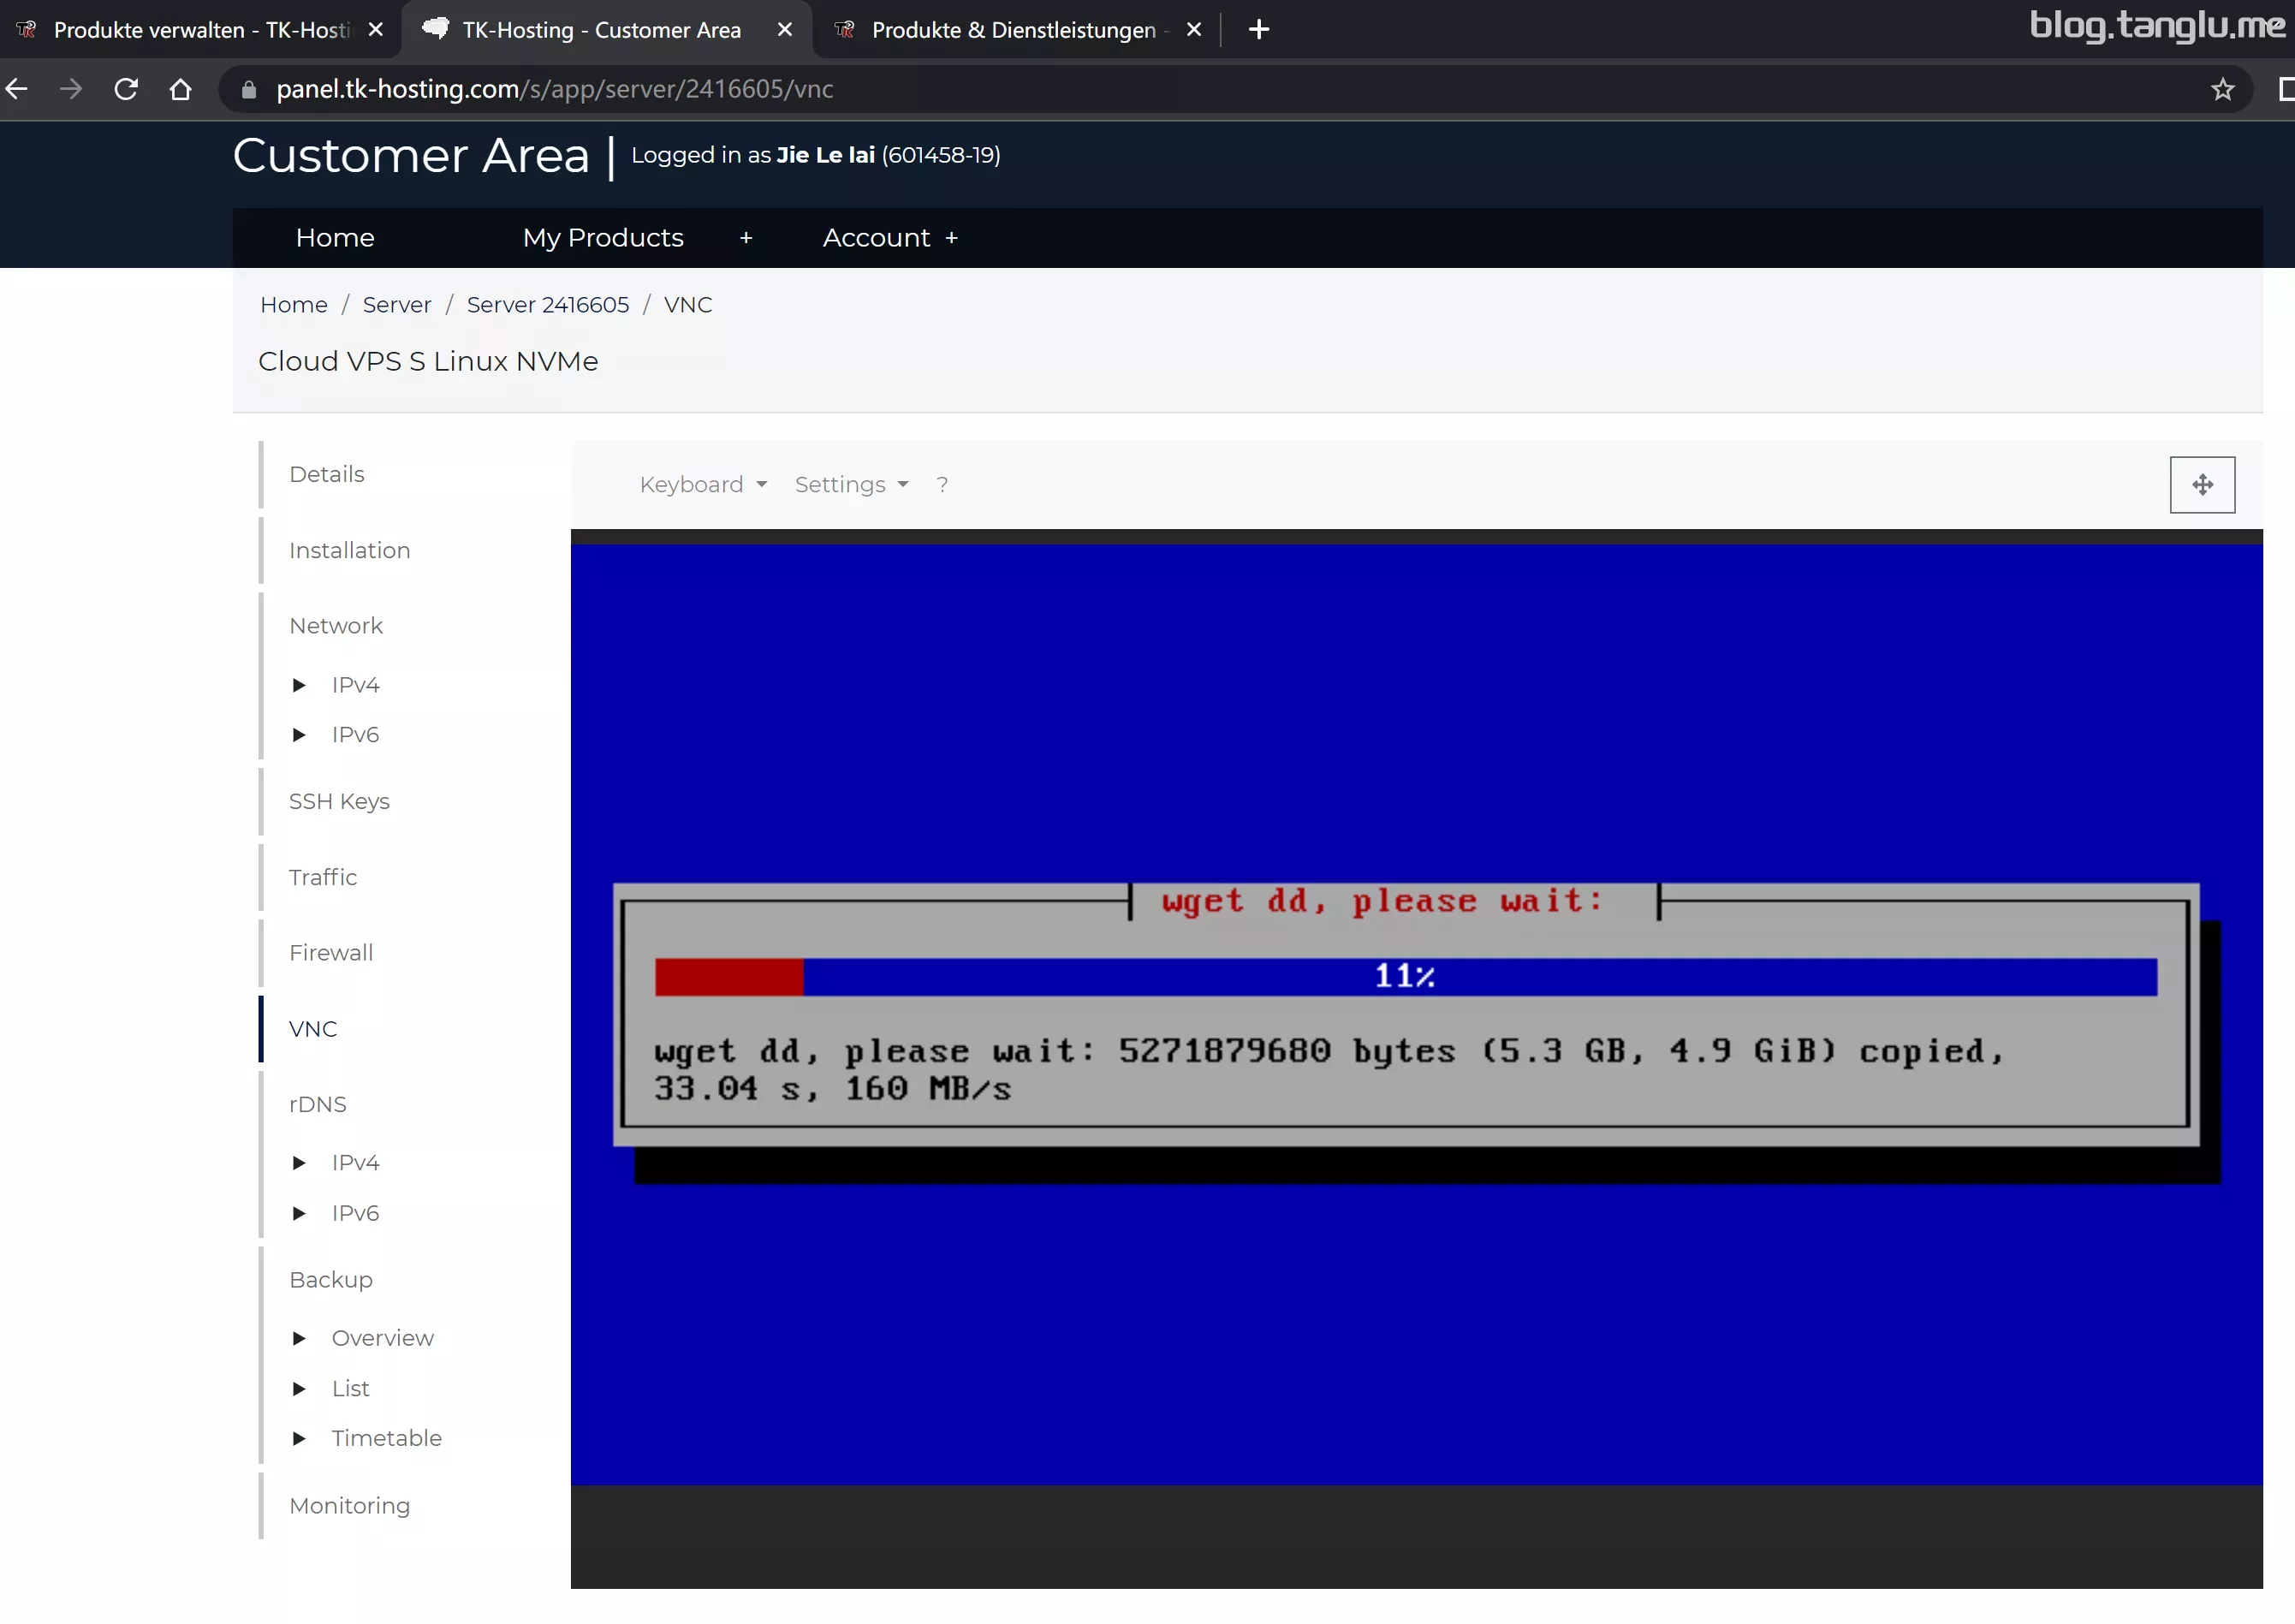 Produkte verwalten - TK-Hosti
TK-Hosting - Customer Area
Produkte & Dienstleistungen -
blog.tanglu.me
panel.tk-hosting.com/s/app/server/2416605/vnc
Customer Area | Logged in as Jie Le lai (601458-19)
Home My Products + Account +
Home / Server / Server 2416605 / VNC
Cloud VPS S Linux NVMe
Details
Installation
Network
IPv4
IPv6
SSH Keys
Traffic
Firewall
VNC
rDNS
IPv4
IPv6
Backup
Overview
List
Timetable
Monitoring
Keyboard Settings ?
wget dd, please wait:
11%
wget dd, please wait: 5271879680 bytes (5.3 GB, 4.9 GiB) copied,
33.04 s, 160 MB/s